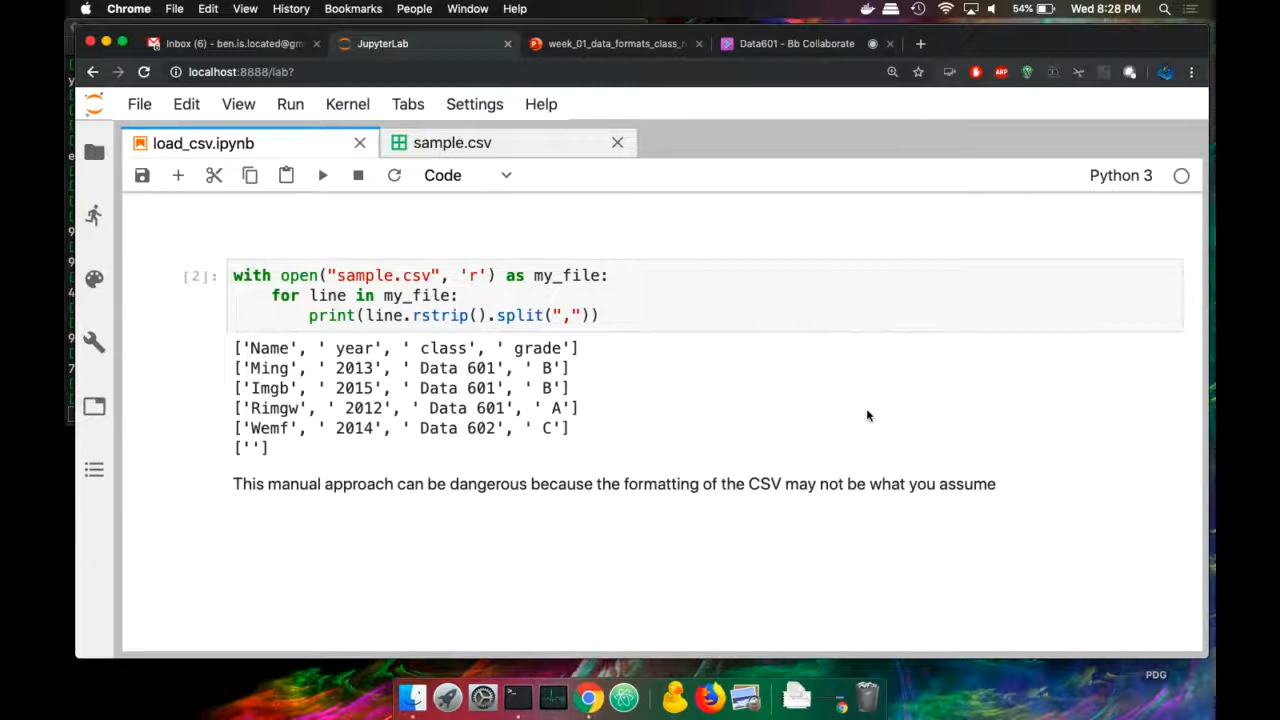 Chrome File Edit View History Bookmarks People Window Help 54% Wed 8:28 PM
Inbox (6) - ben.is.located@gm JupyterLab week_01_data_formats_class_ Data601 - Bb Collaborate
localhost:8888/lab? ABP
File Edit View Run Kernel Tabs Settings Help
load_csv.ipynb sample.csv
Code Python 3
[2]: with open("sample.csv", 'r') as my_file:
for line in my_file:
print(line.rstrip().split(","))
['Name', ' year', ' class', ' grade']
['Ming', ' 2013', ' Data 601', ' B']
['Imgb', ' 2015', ' Data 601', ' B']
['Rimgw', ' 2012', ' Data 601', ' A']
['Wemf', ' 2014', ' Data 602', ' C']
['']
This manual approach can be dangerous because the formatting of the CSV may not be what you assume
PDG